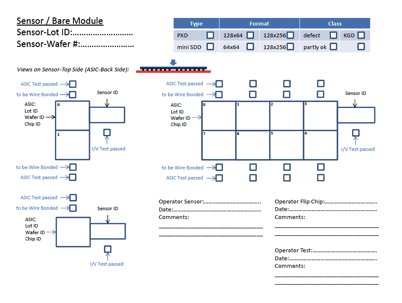 Sensor / Bare Module
Sensor-Lot ID:............................
Sensor-Wafer #:.........................
Type Format Class
PXD 128x64 128x256 defect KGD
mini SDD 64x64 128x256 partly ok
Views on Sensor-Top Side (ASIC-Back Side):
ASIC Test passed
to be Wire Bonded
Sensor ID
ASIC:
Lot ID
Wafer ID
Chip ID
0
1
I/V Test passed
to be Wire Bonded
ASIC Test passed
ASIC Test passed
to be Wire Bonded
Sensor ID
ASIC:
Lot ID
Wafer ID
Chip ID
0 1 2 3
7 6 5 4
I/V Test passed
to be Wire Bonded
ASIC Test passed
ASIC Test passed
to be Wire Bonded
Sensor ID
ASIC:
Lot ID
Wafer ID
Chip ID
I/V Test passed
Operator Sensor:............................
Date:............................
Comments:
Operator Flip Chip:............................
Date:............................
Comments:
Operator Test:............................
Date:............................
Comments: